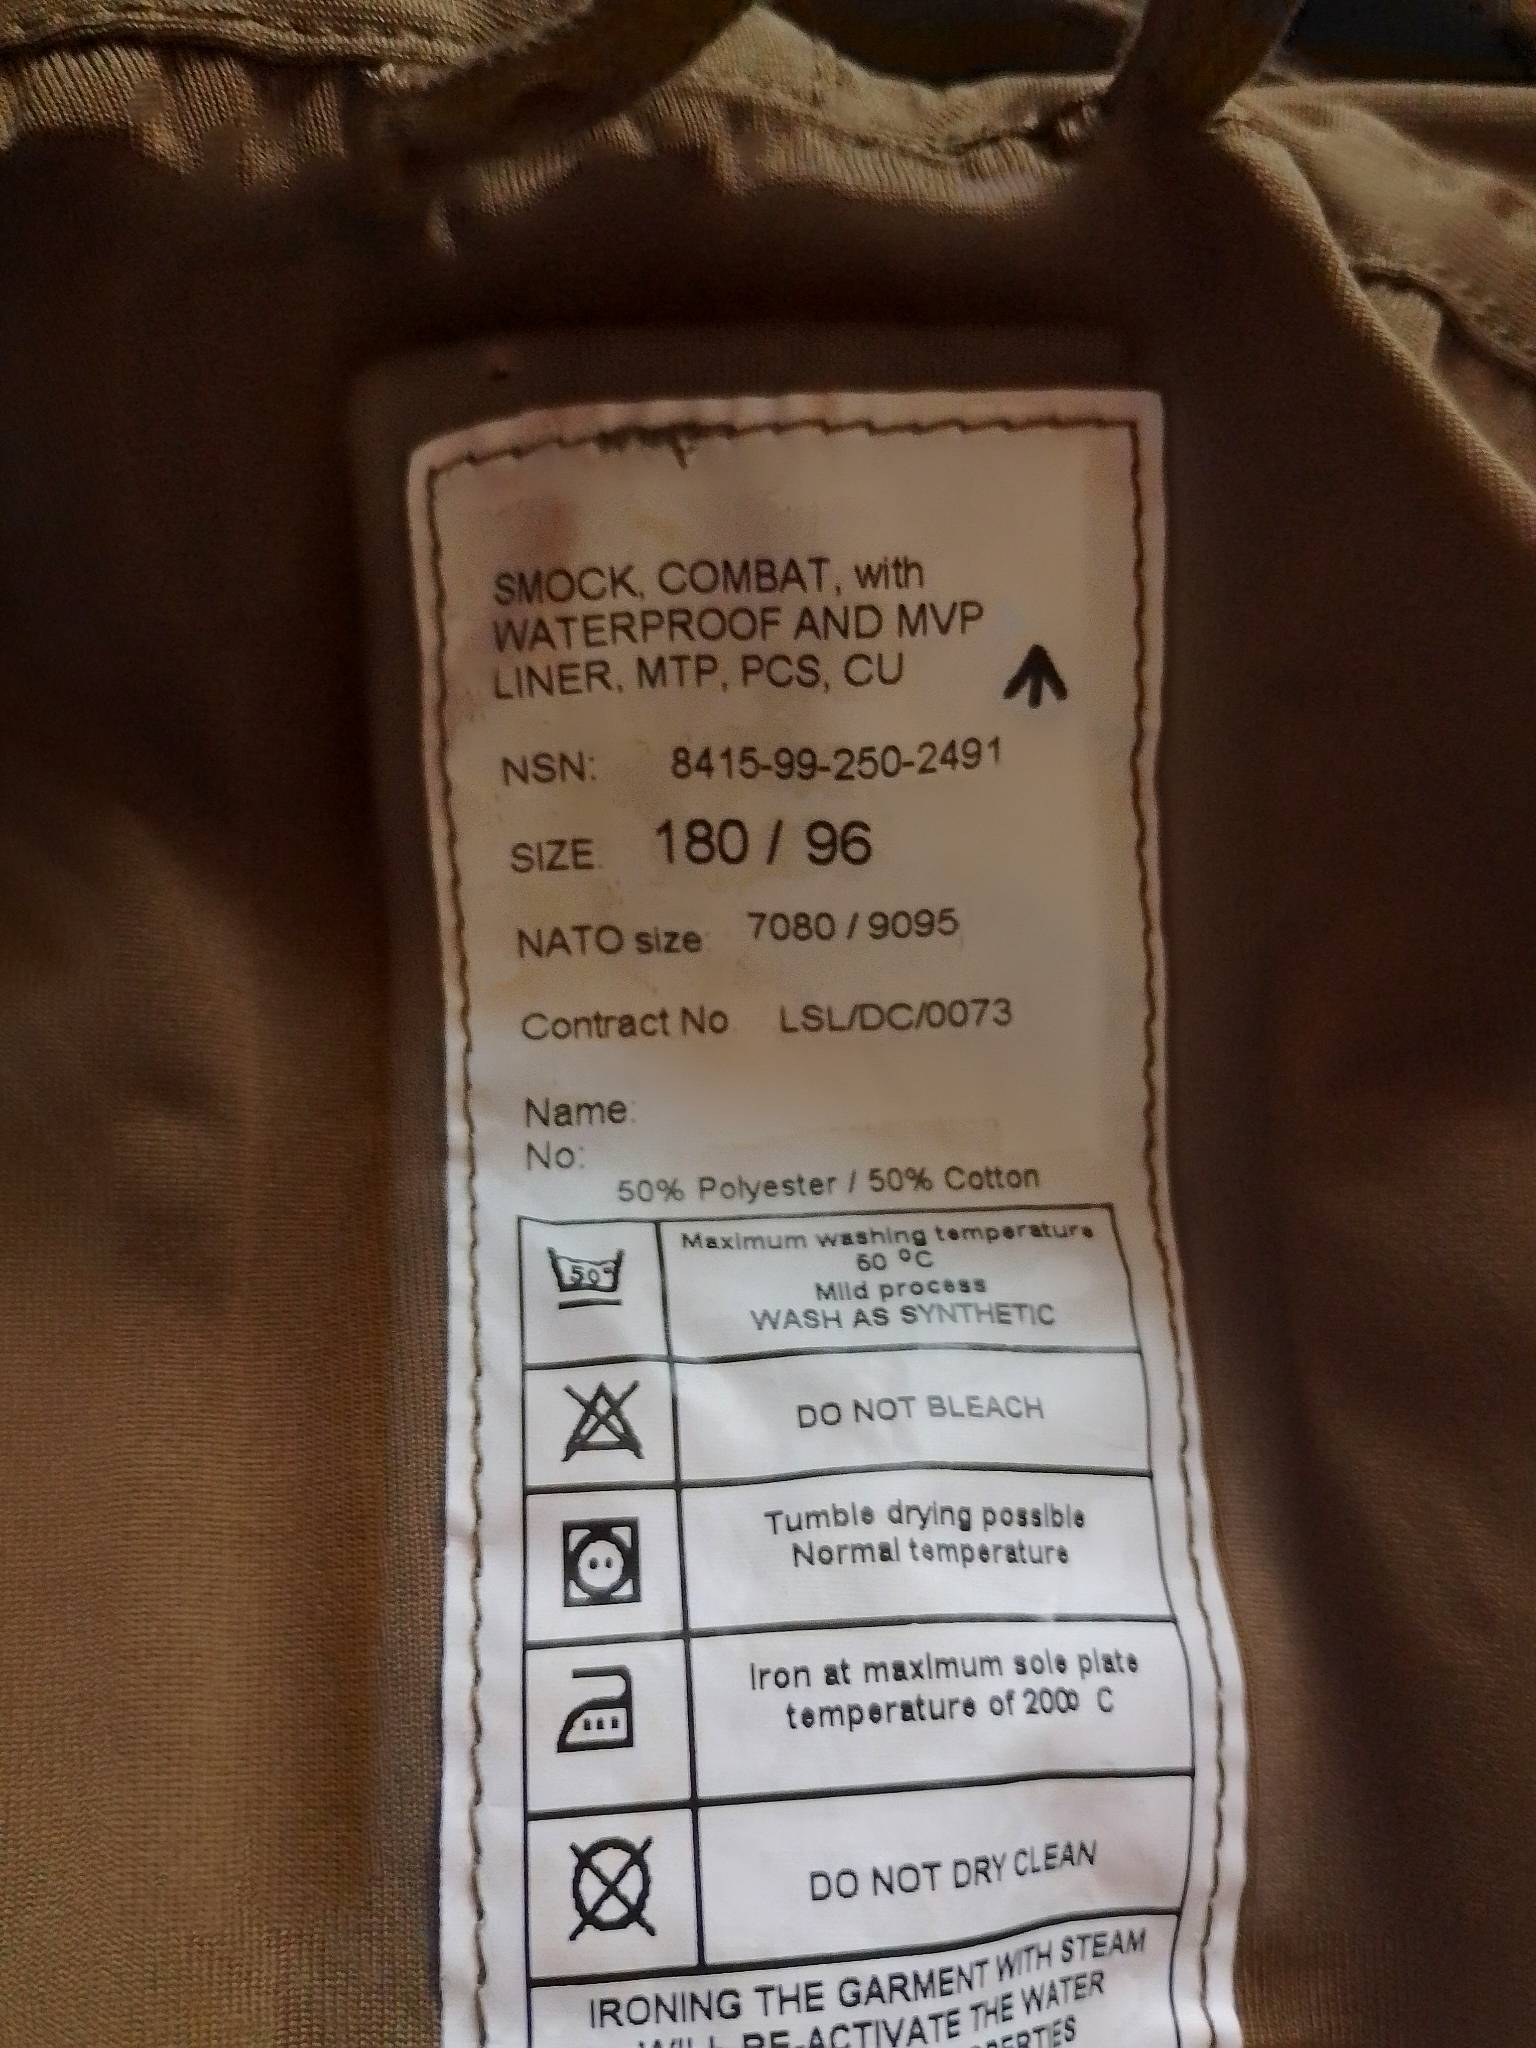 SMOCK, COMBAT, with
WATERPROOF AND MVP
LINER, MTP, PCS, CU
NSN: 8415-99-250-2491
SIZE: 180 / 96
NATO size: 7080 / 9095
Contract No LSL/DC/0073
Name:
No:
50% Polyester / 50% Cotton
50°
Maximum washing temperature
60 °C
Mild process
WASH AS SYNTHETIC
DO NOT BLEACH
Tumble drying possible
Normal temperature
Iron at maximum sole plate
temperature of 200º C
DO NOT DRY CLEAN
IRONING THE GARMENT WITH STEAM
WILL RE-ACTIVATE THE WATER